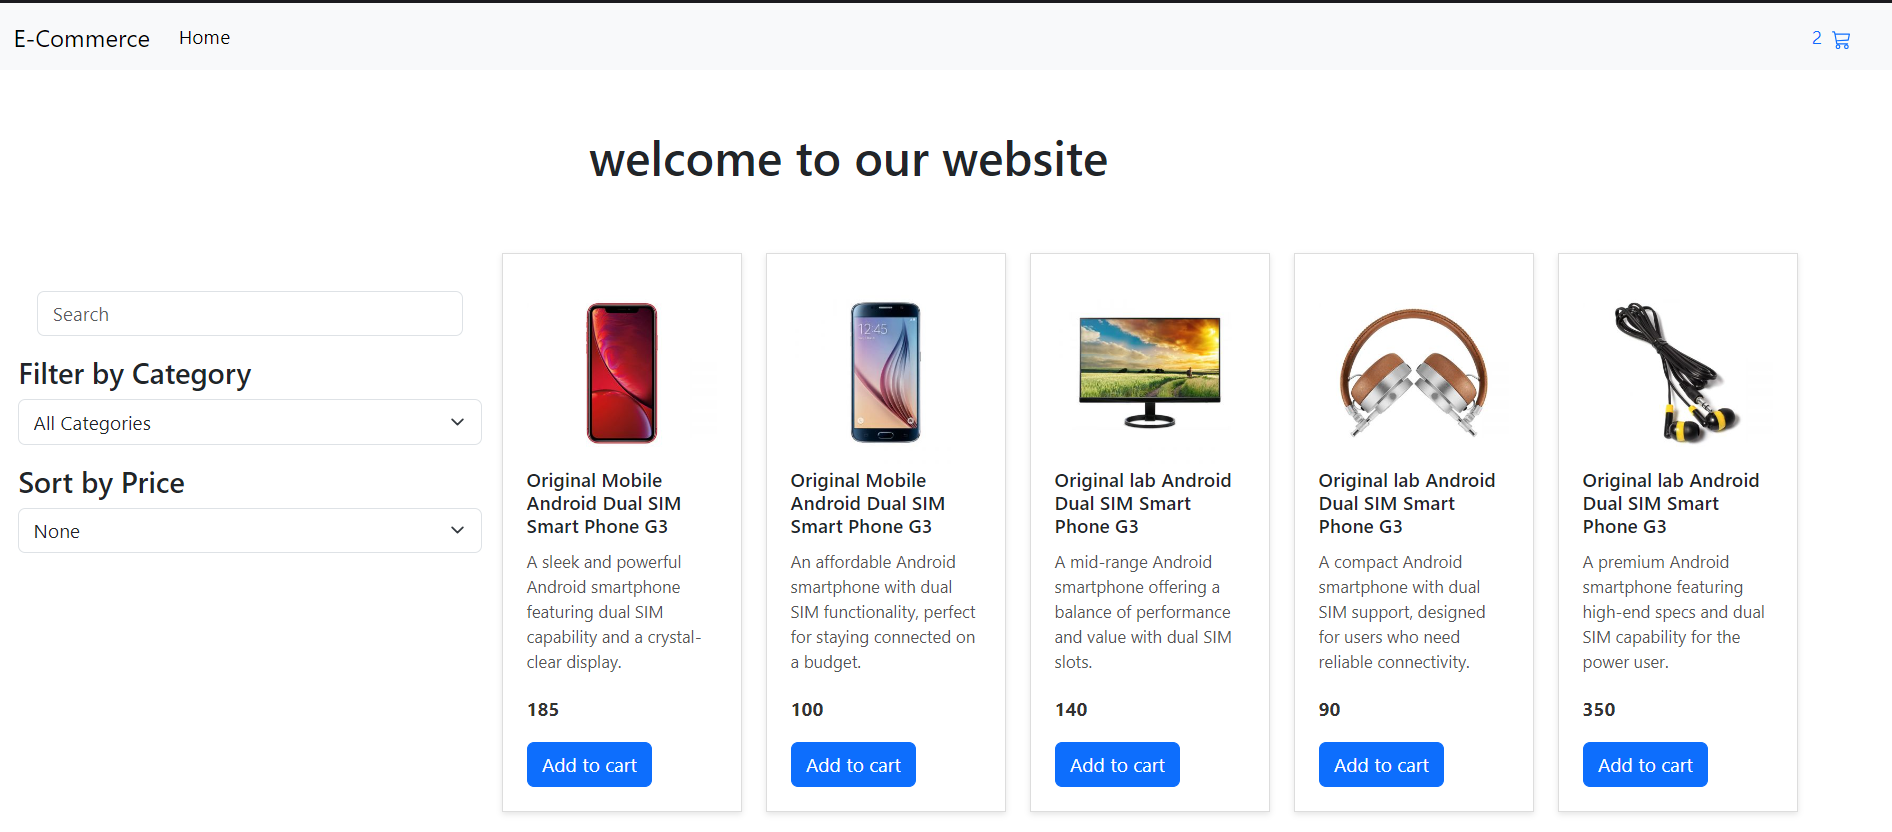 E-Commerce
Home
2
welcome to our website
Search
Filter by Category
All Categories
Sort by Price
None
12:45
Original Mobile
Android Dual SIM
Smart Phone G3
A sleek and powerful
Android smartphone
featuring dual SIM
capability and a crystal-
clear display.
185
Add to cart
Original Mobile
Android Dual SIM
Smart Phone G3
An affordable Android
smartphone with dual
SIM functionality, perfect
for staying connected on
a budget.
100
Add to cart
Original lab Android
Dual SIM Smart
Phone G3
A mid-range Android
smartphone offering a
balance of performance
and value with dual SIM
slots.
140
Add to cart
Original lab Android
Dual SIM Smart
Phone G3
A compact Android
smartphone with dual
SIM support, designed
for users who need
reliable connectivity.
90
Add to cart
Original lab Android
Dual SIM Smart
Phone G3
A premium Android
smartphone featuring
high-end specs and dual
SIM capability for the
power user.
350
Add to cart